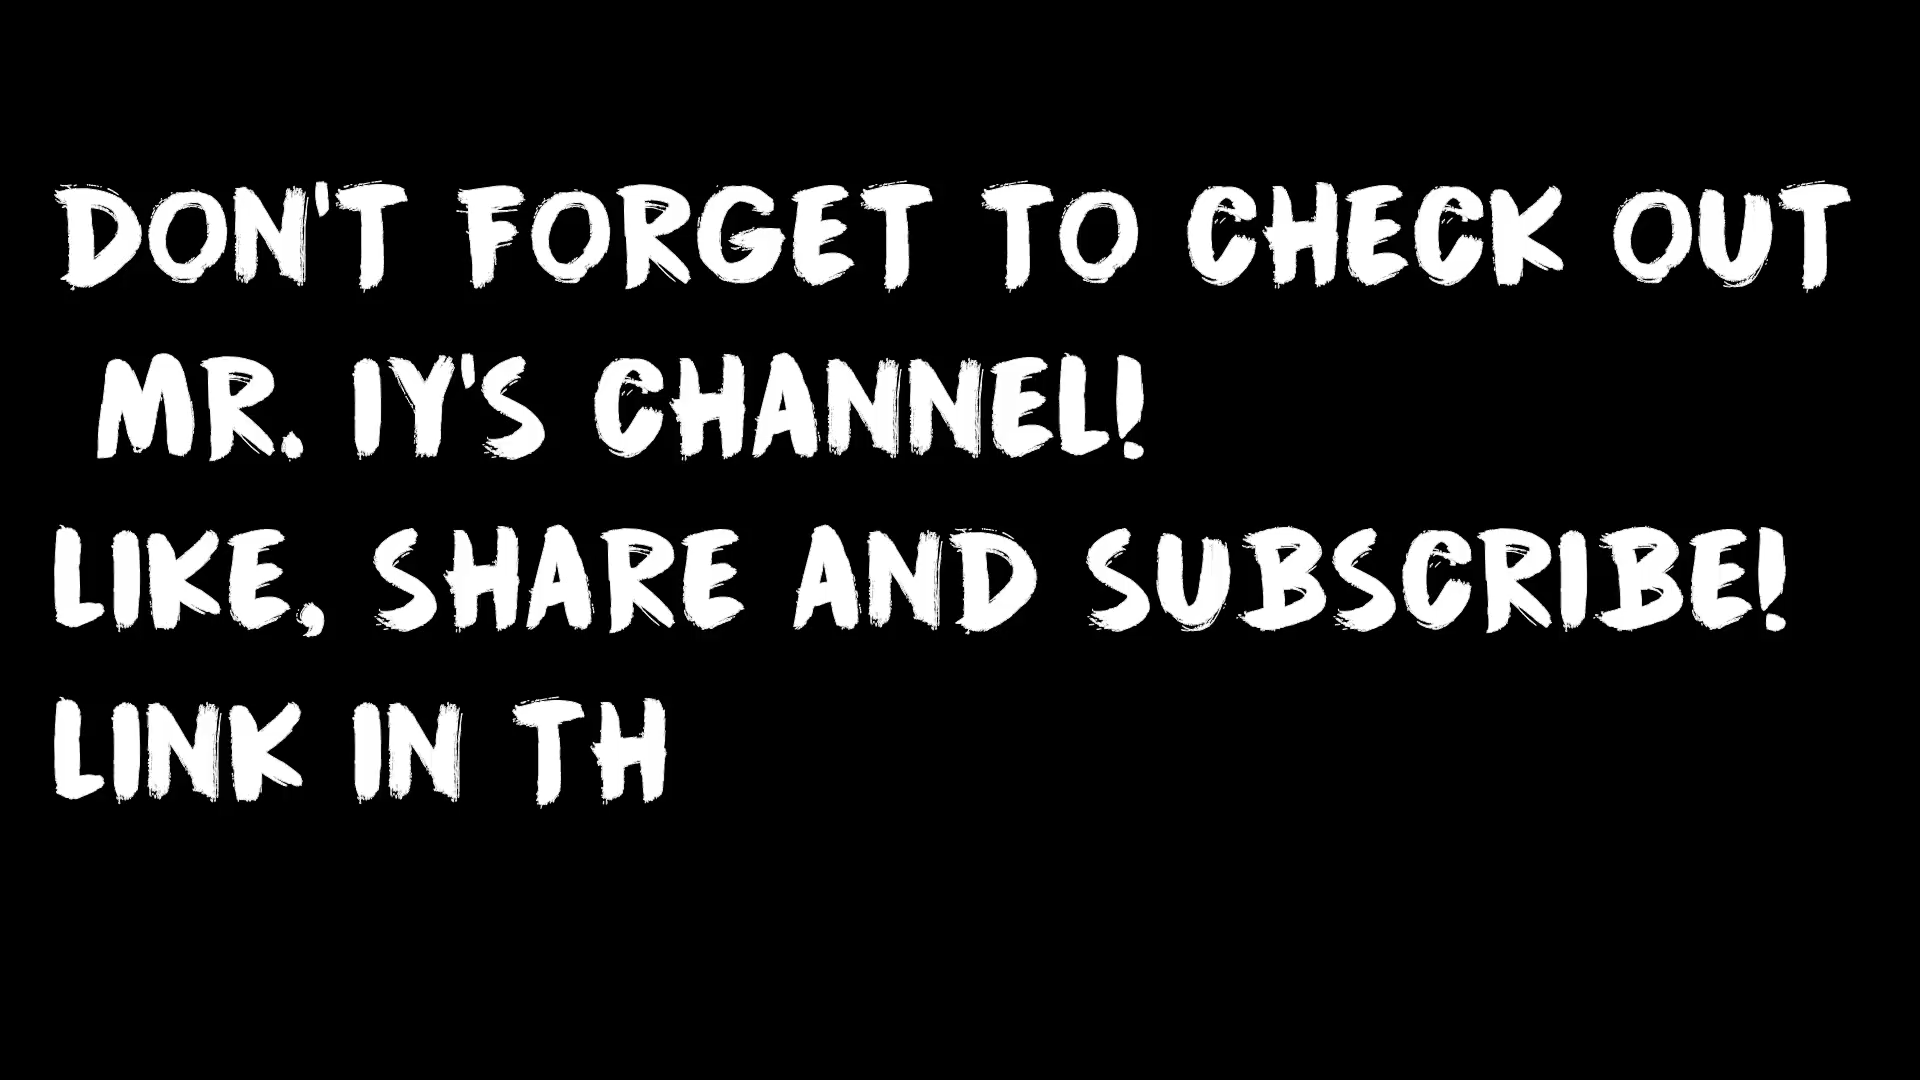 DON'T FORGET TO CHECK OUT
MR. IY'S CHANNEL!
LIKE, SHARE AND SUBSCRIBE!
LINK IN TH